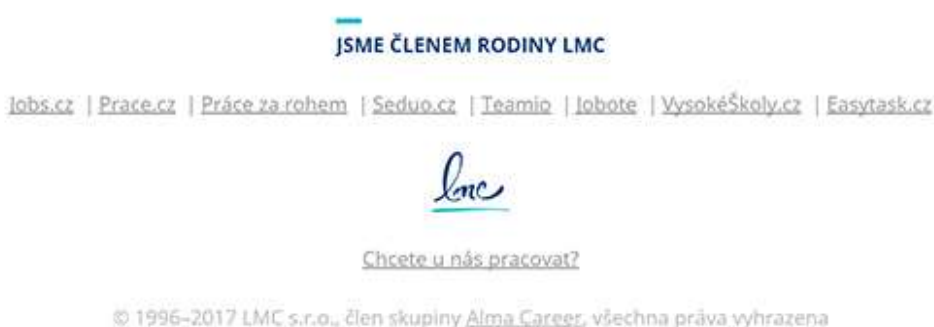 JSME ČLENEM RODINY LMC
Jobs.cz | Prace.cz | Práce za rohem | Seduo.cz | Teamio | Jobote | VysokéŠkoly.cz | Easytask.cz
lmc
Chcete u nás pracovat?
© 1996–2017 LMC s.r.o., člen skupiny Alma Career, všechna práva vyhrazena